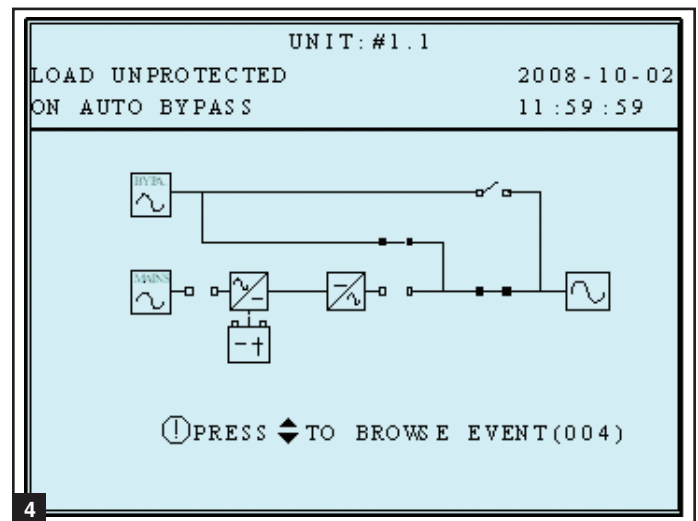 UNIT:#1.1
LOAD UNPROTECTED 2008-10-02
ON AUTO BYPASS 11:59:59
BYPA.
MAINS
PRESS TO BROWSE EVENT(004)
4